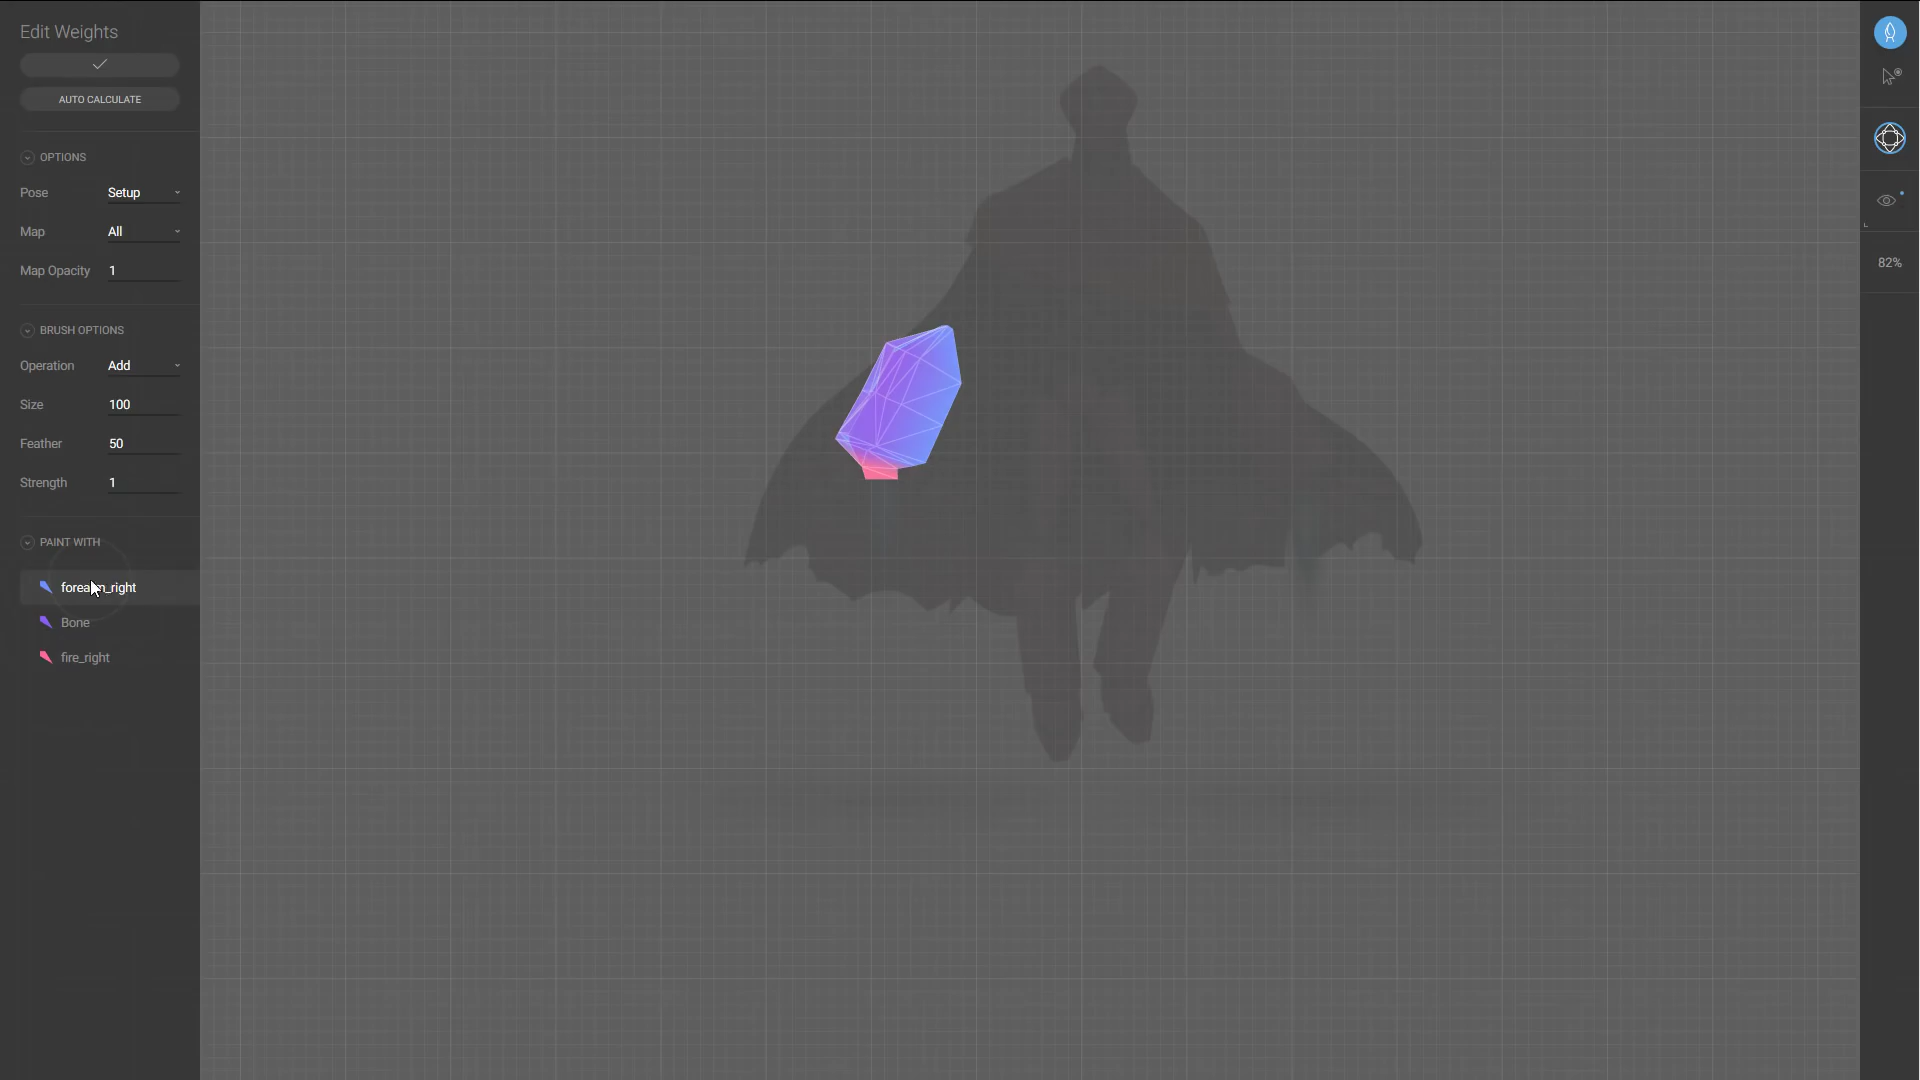 Edit Weights
AUTO CALCULATE
OPTIONS
Pose Setup
Map All
Map Opacity 1
BRUSH OPTIONS
Operation Add
Size 100
Feather 50
Strength 1
PAINT WITH
forearm_right
Bone
fire_right
82%